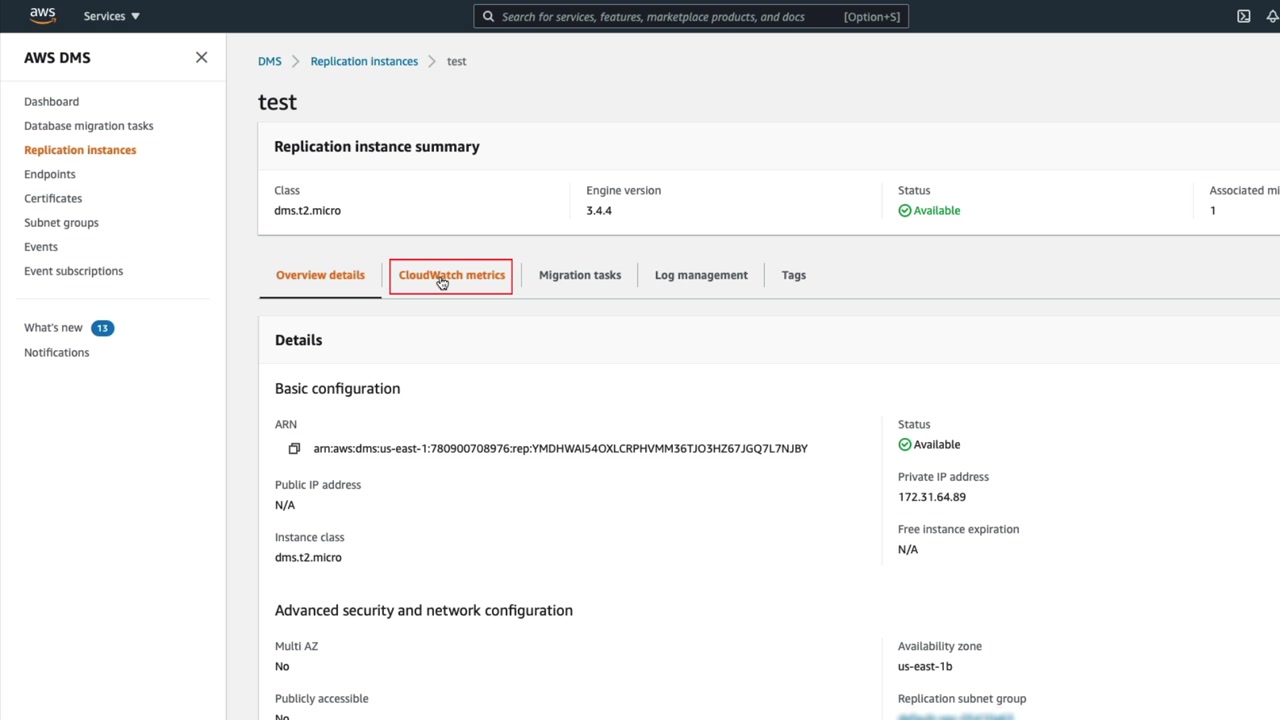 aws Services ▼ Search for services, features, marketplace products, and docs [Option+S]
AWS DMS
Dashboard
Database migration tasks
Replication instances
Endpoints
Certificates
Subnet groups
Events
Event subscriptions
What's new 13
Notifications
DMS > Replication instances > test
test
Replication instance summary
Class
dms.t2.micro
Engine version
3.4.4
Status
Available
Associated mi
1
Overview details CloudWatch metrics Migration tasks Log management Tags
Details
Basic configuration
ARN
arn:aws:dms:us-east-1:780900708976:rep:YMDHWAI54OXLCRPHVMM36TJO3HZ67JGQ7L7NJBY
Public IP address
N/A
Instance class
dms.t2.micro
Status
Available
Private IP address
172.31.64.89
Free instance expiration
N/A
Advanced security and network configuration
Multi AZ
No
Publicly accessible
No
Availability zone
us-east-1b
Replication subnet group